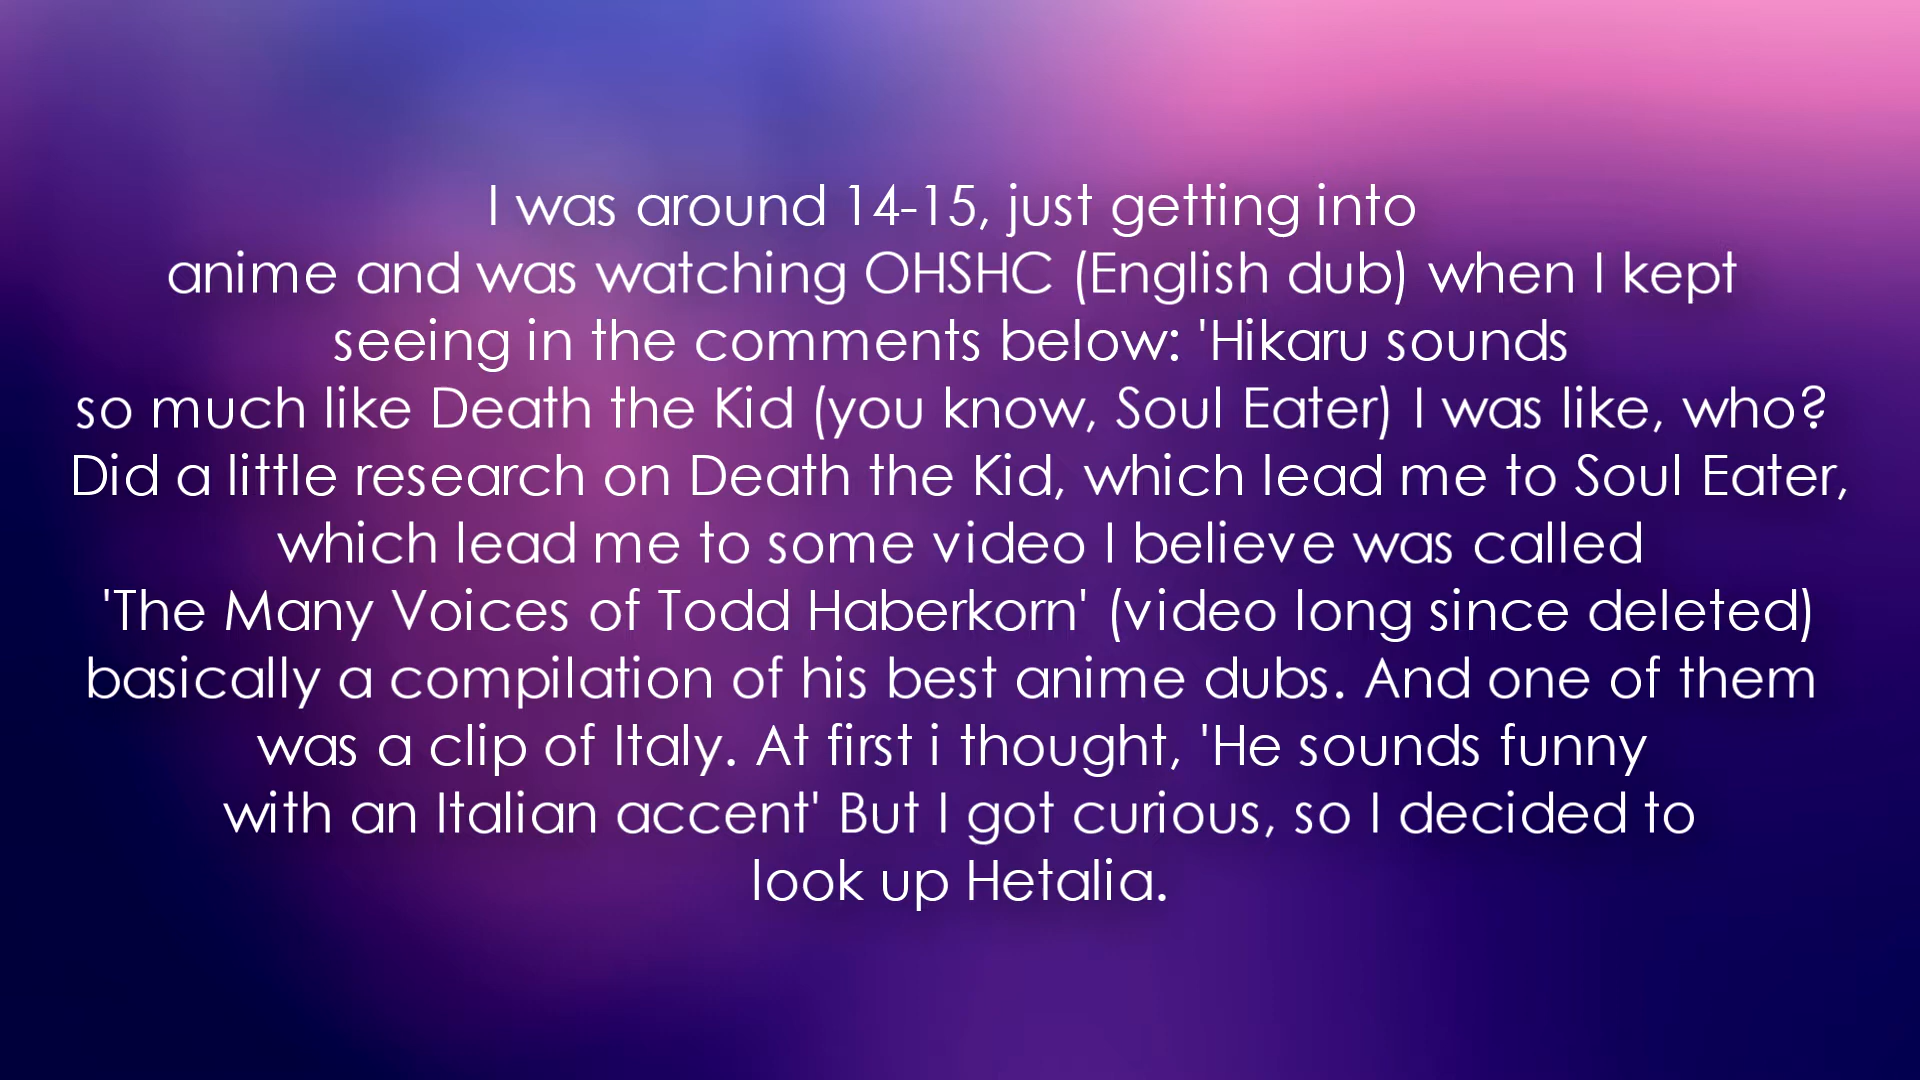 I was around 14-15, just getting into
anime and was watching OHSHC (English dub) when I kept
seeing in the comments below: 'Hikaru sounds
so much like Death the Kid (you know, Soul Eater) I was like, who?
Did a little research on Death the Kid, which lead me to Soul Eater,
which lead me to some video I believe was called
'The Many Voices of Todd Haberkorn' (video long since deleted)
basically a compilation of his best anime dubs. And one of them
was a clip of Italy. At first i thought, 'He sounds funny
with an Italian accent' But I got curious, so I decided to
look up Hetalia.